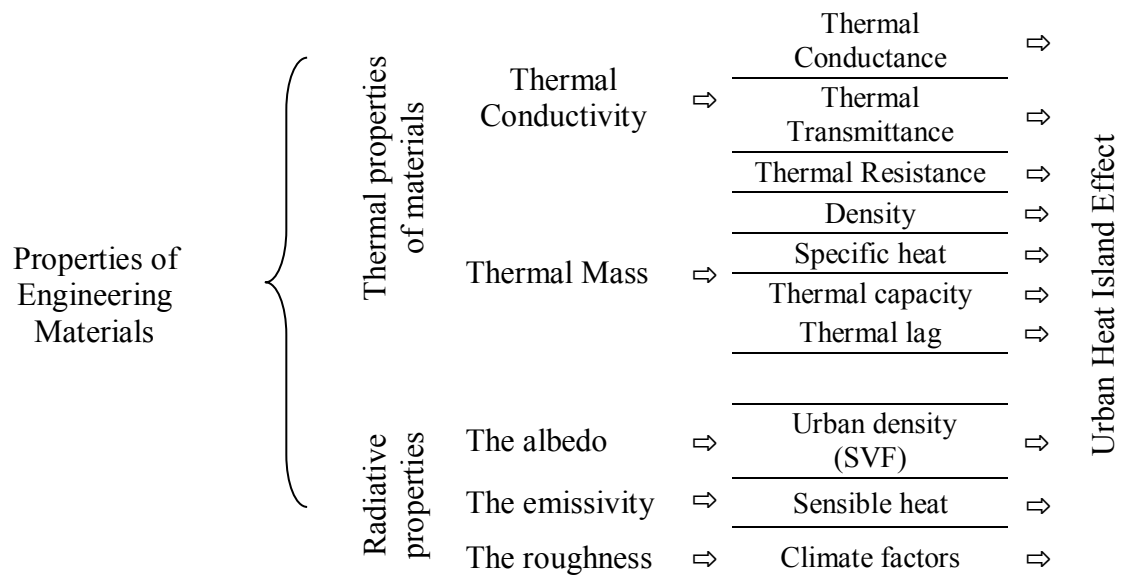 Properties of
Engineering
Materials
Thermal properties
of materials
Thermal
Conductivity
⇨
Thermal
Conductance
⇨
Thermal
Transmittance
⇨
Thermal Resistance
⇨
Thermal Mass
⇨
Density
⇨
Specific heat
⇨
Thermal capacity
⇨
Thermal lag
⇨
Radiative
properties
The albedo
⇨
Urban density
(SVF)
⇨
The emissivity
⇨
Sensible heat
⇨
The roughness
⇨
Climate factors
⇨
Urban Heat Island Effect